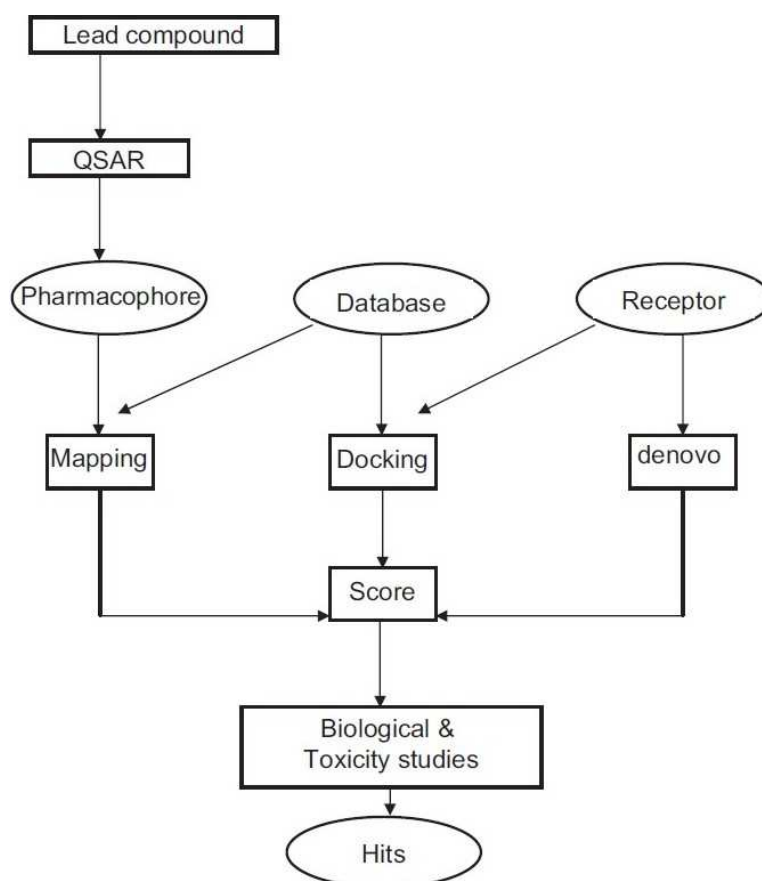 Lead compound
QSAR
Pharmacophore
Database
Receptor
Mapping
Docking
denovo
Score
Biological &
Toxicity studies
Hits